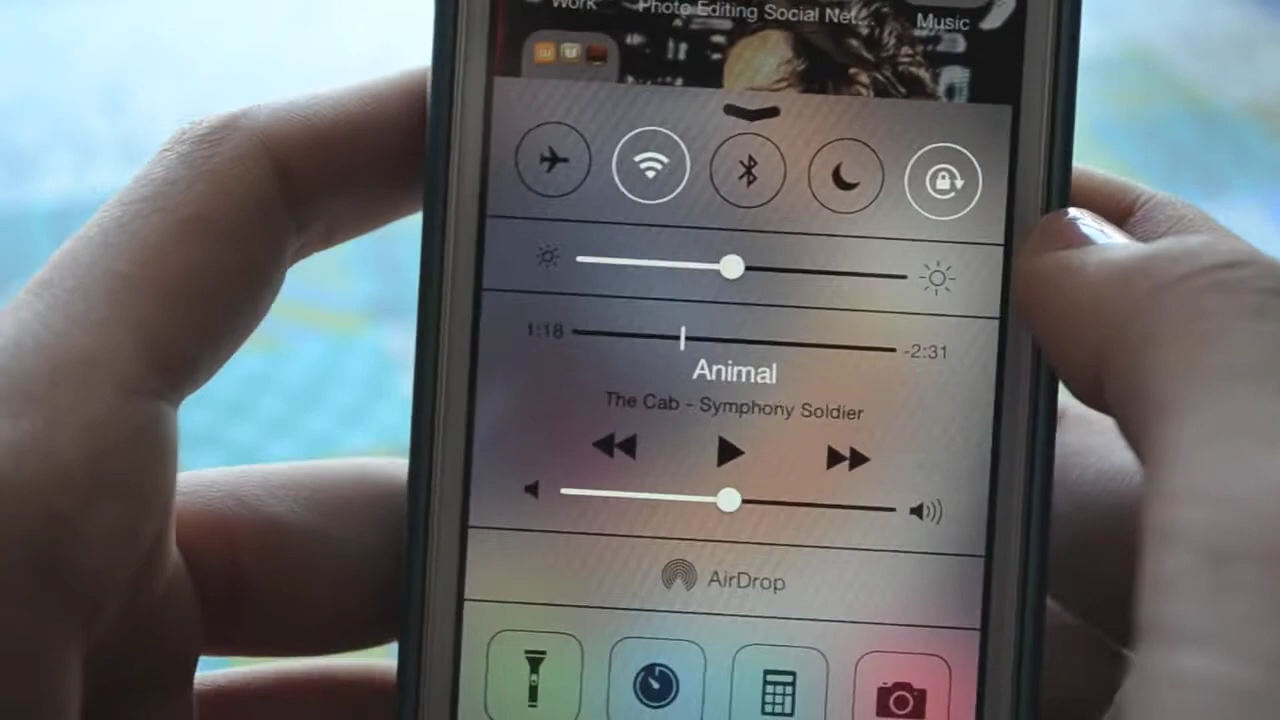 Work
Photo Editing
Social Net...
Music
1:18
-2:31
Animal
The Cab - Symphony Soldier
AirDrop